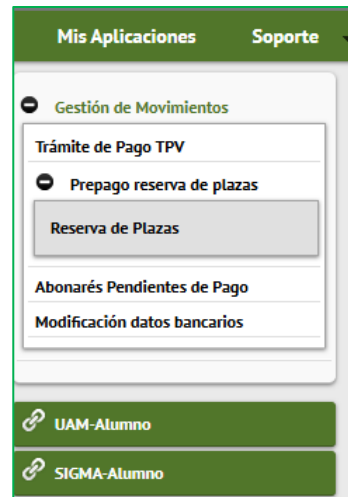 Mis Aplicaciones Soporte
Gestión de Movimientos
Trámite de Pago TPV
Prepago reserva de plazas
Reserva de Plazas
Abonarés Pendientes de Pago
Modificación datos bancarios
UAM-Alumno
SIGMA-Alumno